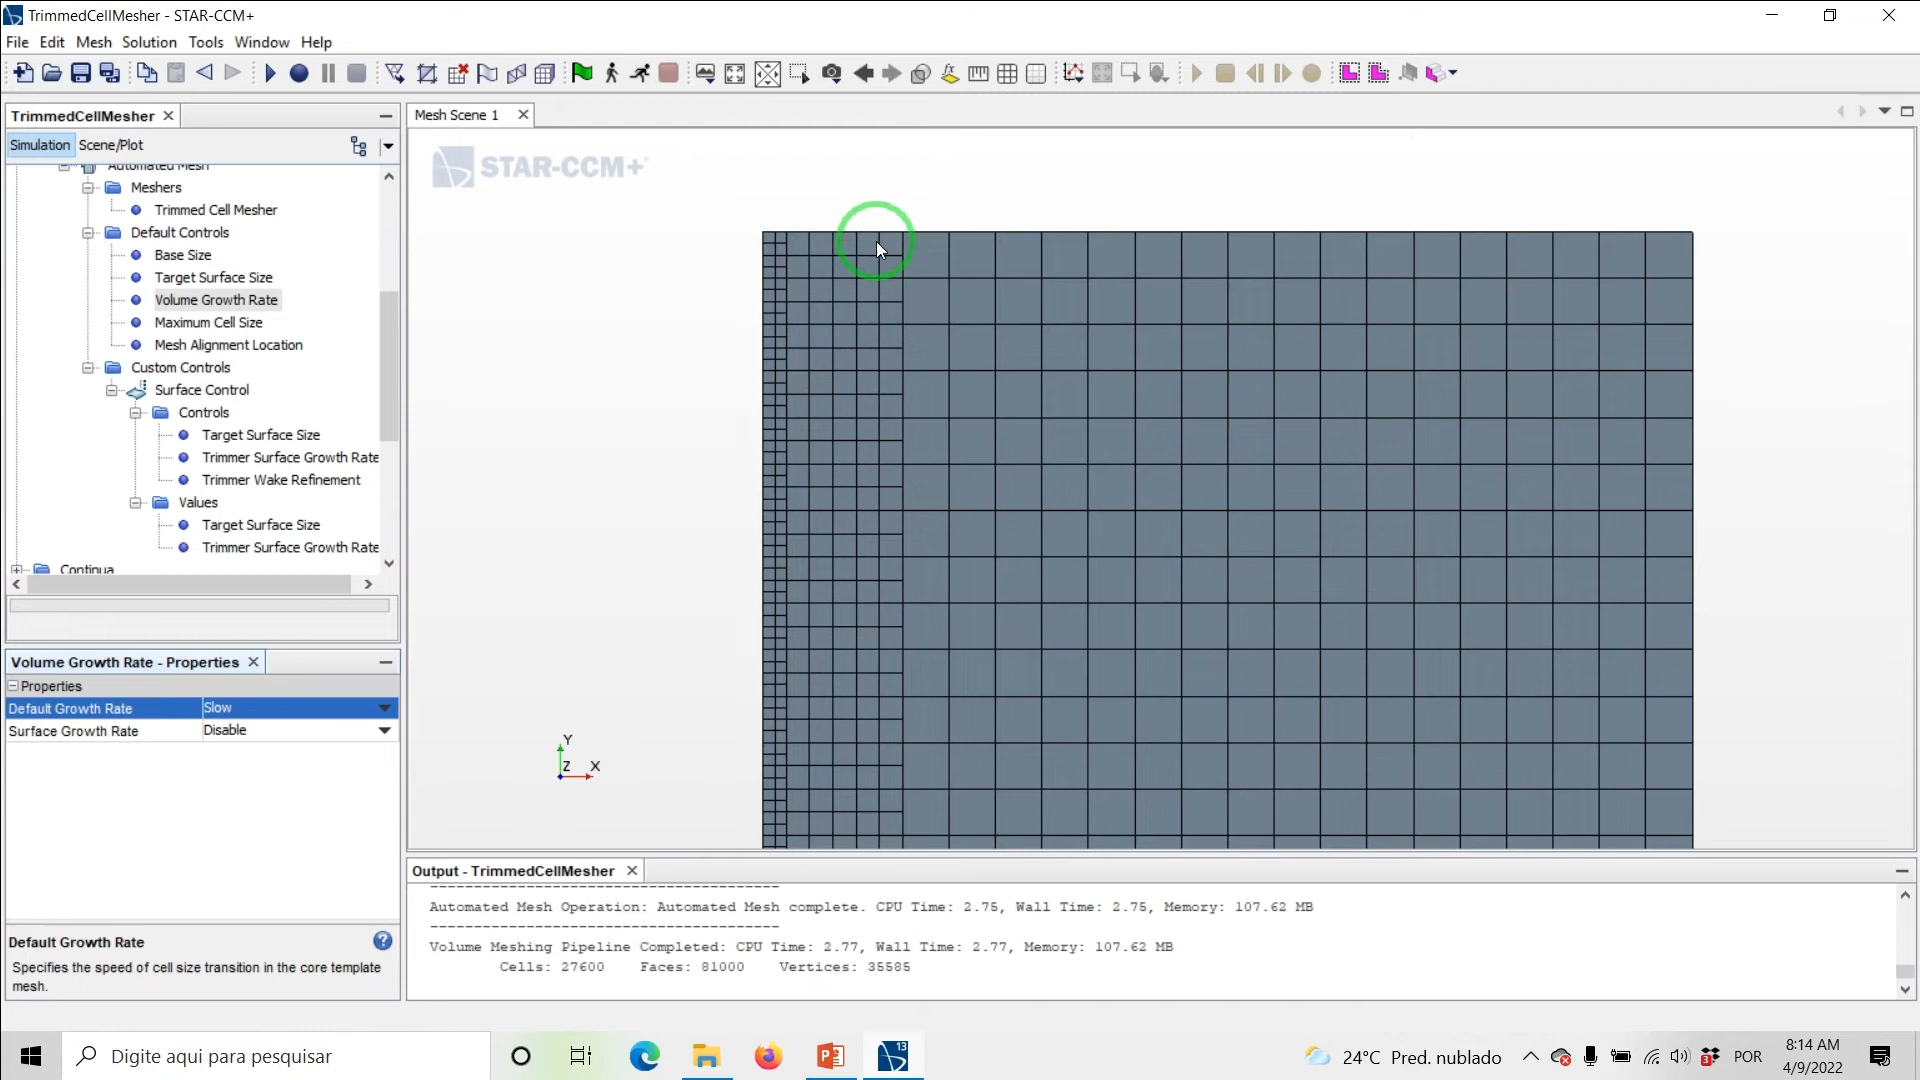 TrimmedCellMesher - STAR-CCM+
File Edit Mesh Solution Tools Window Help
TrimmedCellMesher
Mesh Scene 1
Simulation Scene/Plot
STAR-CCM+
Automated Mesh
Meshers
Trimmed Cell Mesher
Default Controls
Base Size
Target Surface Size
Volume Growth Rate
Maximum Cell Size
Mesh Alignment Location
Custom Controls
Surface Control
Controls
Target Surface Size
Trimmer Surface Growth Rate
Trimmer Wake Refinement
Values
Target Surface Size
Trimmer Surface Growth Rate
Continua
Volume Growth Rate - Properties
Properties
Default Growth Rate Slow
Surface Growth Rate Disable
Y
Z X
Default Growth Rate
Specifies the speed of cell size transition in the core template
mesh.
Output - TrimmedCellMesher
----------------------------------------
Automated Mesh Operation: Automated Mesh complete. CPU Time: 2.75, Wall Time: 2.75, Memory: 107.62 MB
----------------------------------------
Volume Meshing Pipeline Completed: CPU Time: 2.77, Wall Time: 2.77, Memory: 107.62 MB
Cells: 27600 Faces: 81000 Vertices: 35585
Digite aqui para pesquisar
13
24°C Pred. nublado
3
POR
8:14 AM
4/9/2022